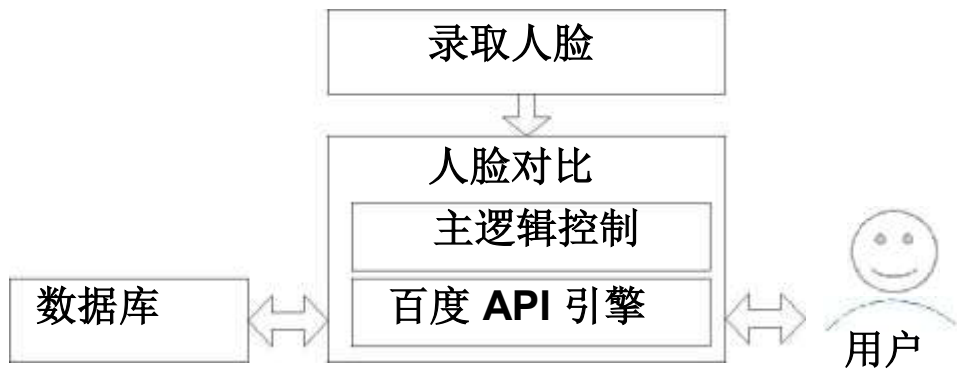 录取人脸
人脸对比
主逻辑控制
数据库
百度 API 引擎
用户